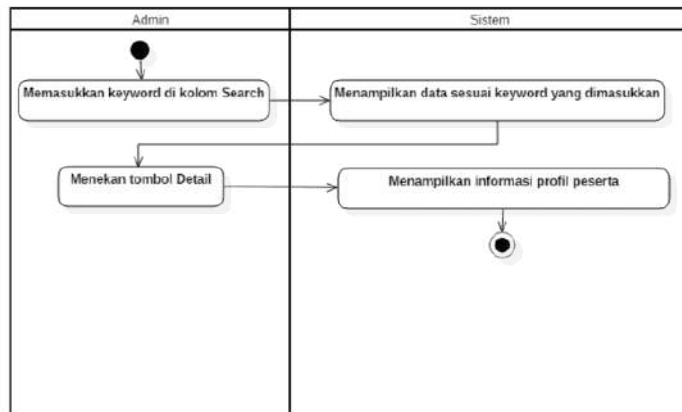 Admin
Sistem
Memasukkan keyword di kolom Search
Menampilkan data sesuai keyword yang dimasukkan
Menekan tombol Detail
Menampilkan informasi profil peserta